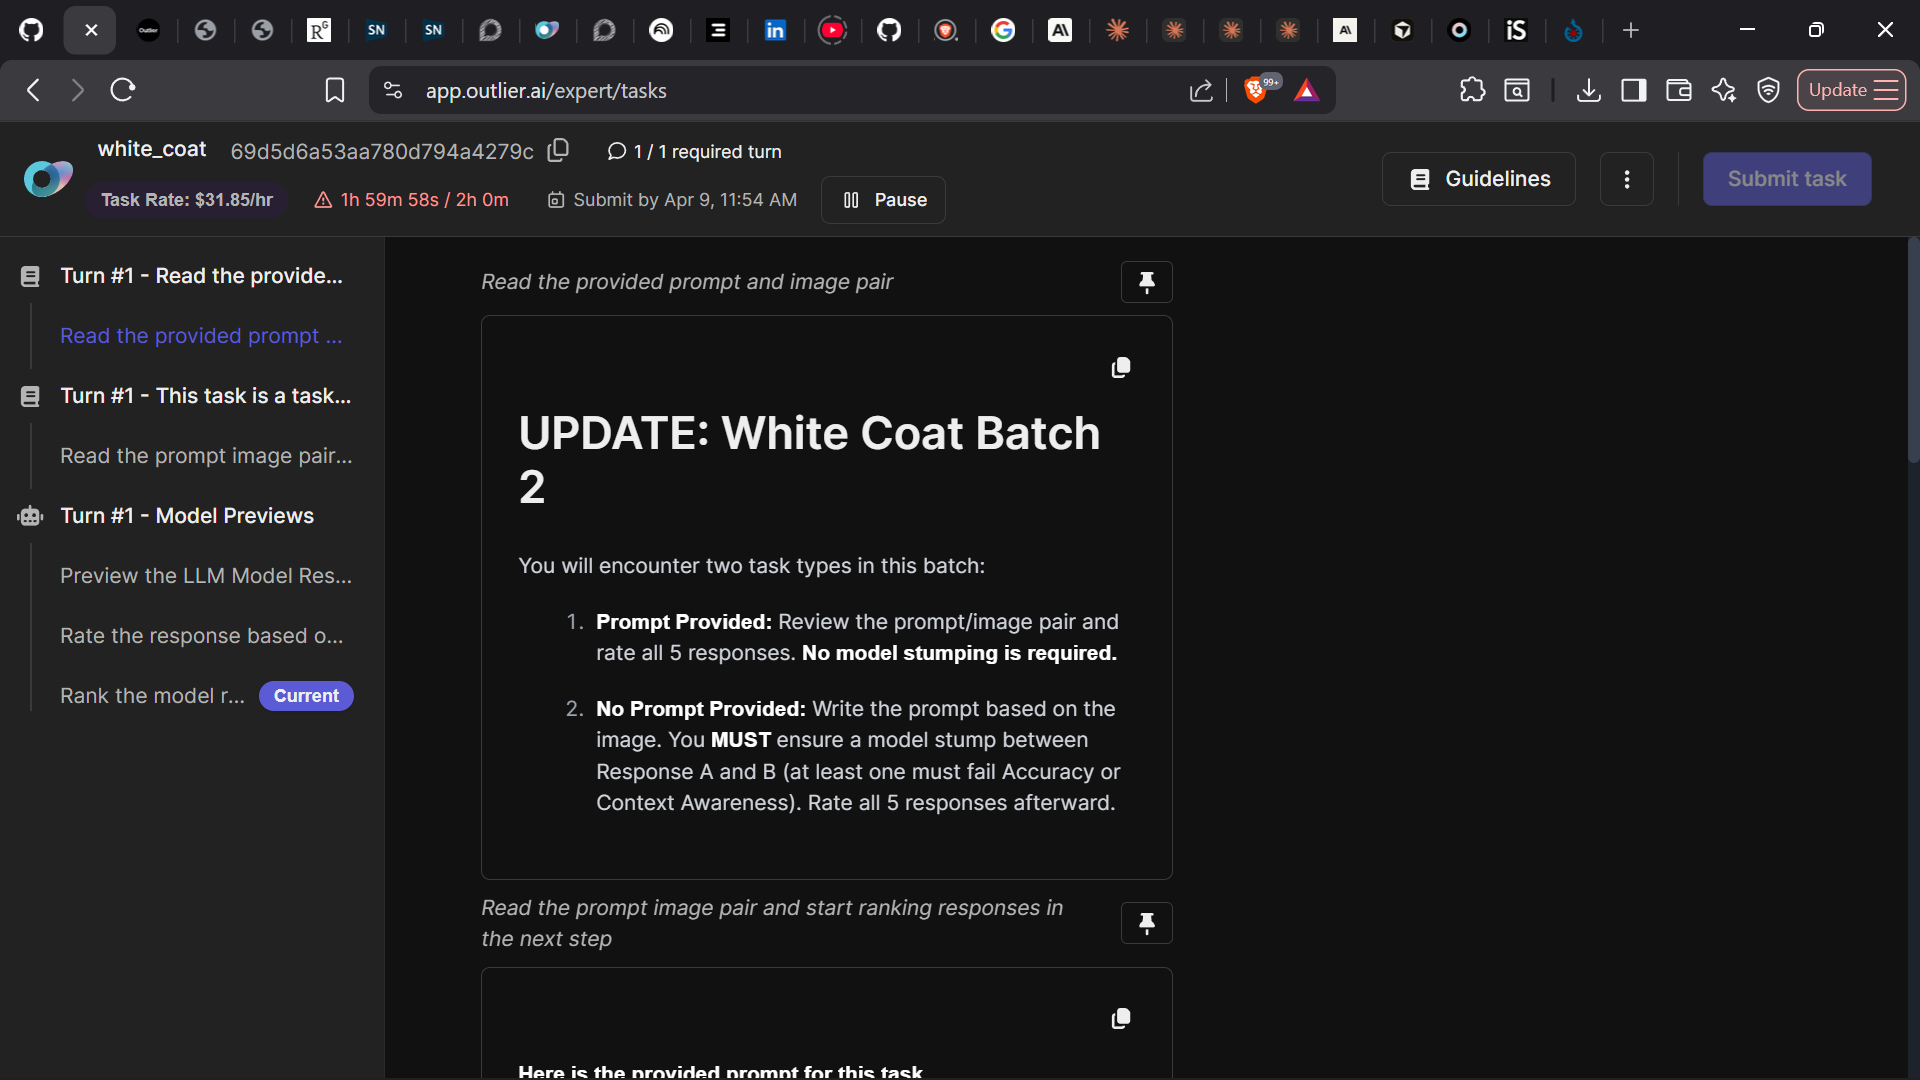 app.outlier.ai/expert/tasks
99+
Update
white_coat
69d5d6a53aa780d794a4279c
1 / 1 required turn
Task Rate: $31.85/hr
1h 59m 58s / 2h 0m
Submit by Apr 9, 11:54 AM
Pause
Guidelines
Submit task
Turn #1 - Read the provide...
Read the provided prompt ...
Turn #1 - This task is a task...
Read the prompt image pair...
Turn #1 - Model Previews
Preview the LLM Model Res...
Rate the response based o...
Rank the model r... Current
Read the provided prompt and image pair
UPDATE: White Coat Batch
2
You will encounter two task types in this batch:
1. Prompt Provided: Review the prompt/image pair and
rate all 5 responses. No model stumping is required.
2. No Prompt Provided: Write the prompt based on the
image. You MUST ensure a model stump between
Response A and B (at least one must fail Accuracy or
Context Awareness). Rate all 5 responses afterward.
Read the prompt image pair and start ranking responses in
the next step
Here is the provided prompt for this task